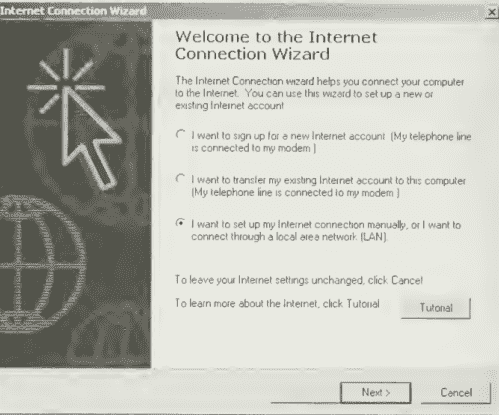 Internet Connection Wizard
Welcome to the Internet
Connection Wizard
The Internet Connection wizard helps you connect your computer
to the Internet. You can use this wizard to set up a new or
existing Internet account
I want to sign up for a new Internet account. (My telephone line
is connected to my modem.)
I want to transfer my existing Internet account to this computer
(My telephone line is connected to my modem.)
I want to set up my Internet connection manually, or I want to
connect through a local area network (LAN).
To leave your Internet settings unchanged, click Cancel
To learn more about the Internet, click Tutorial
Tutorial
Next >
Cancel